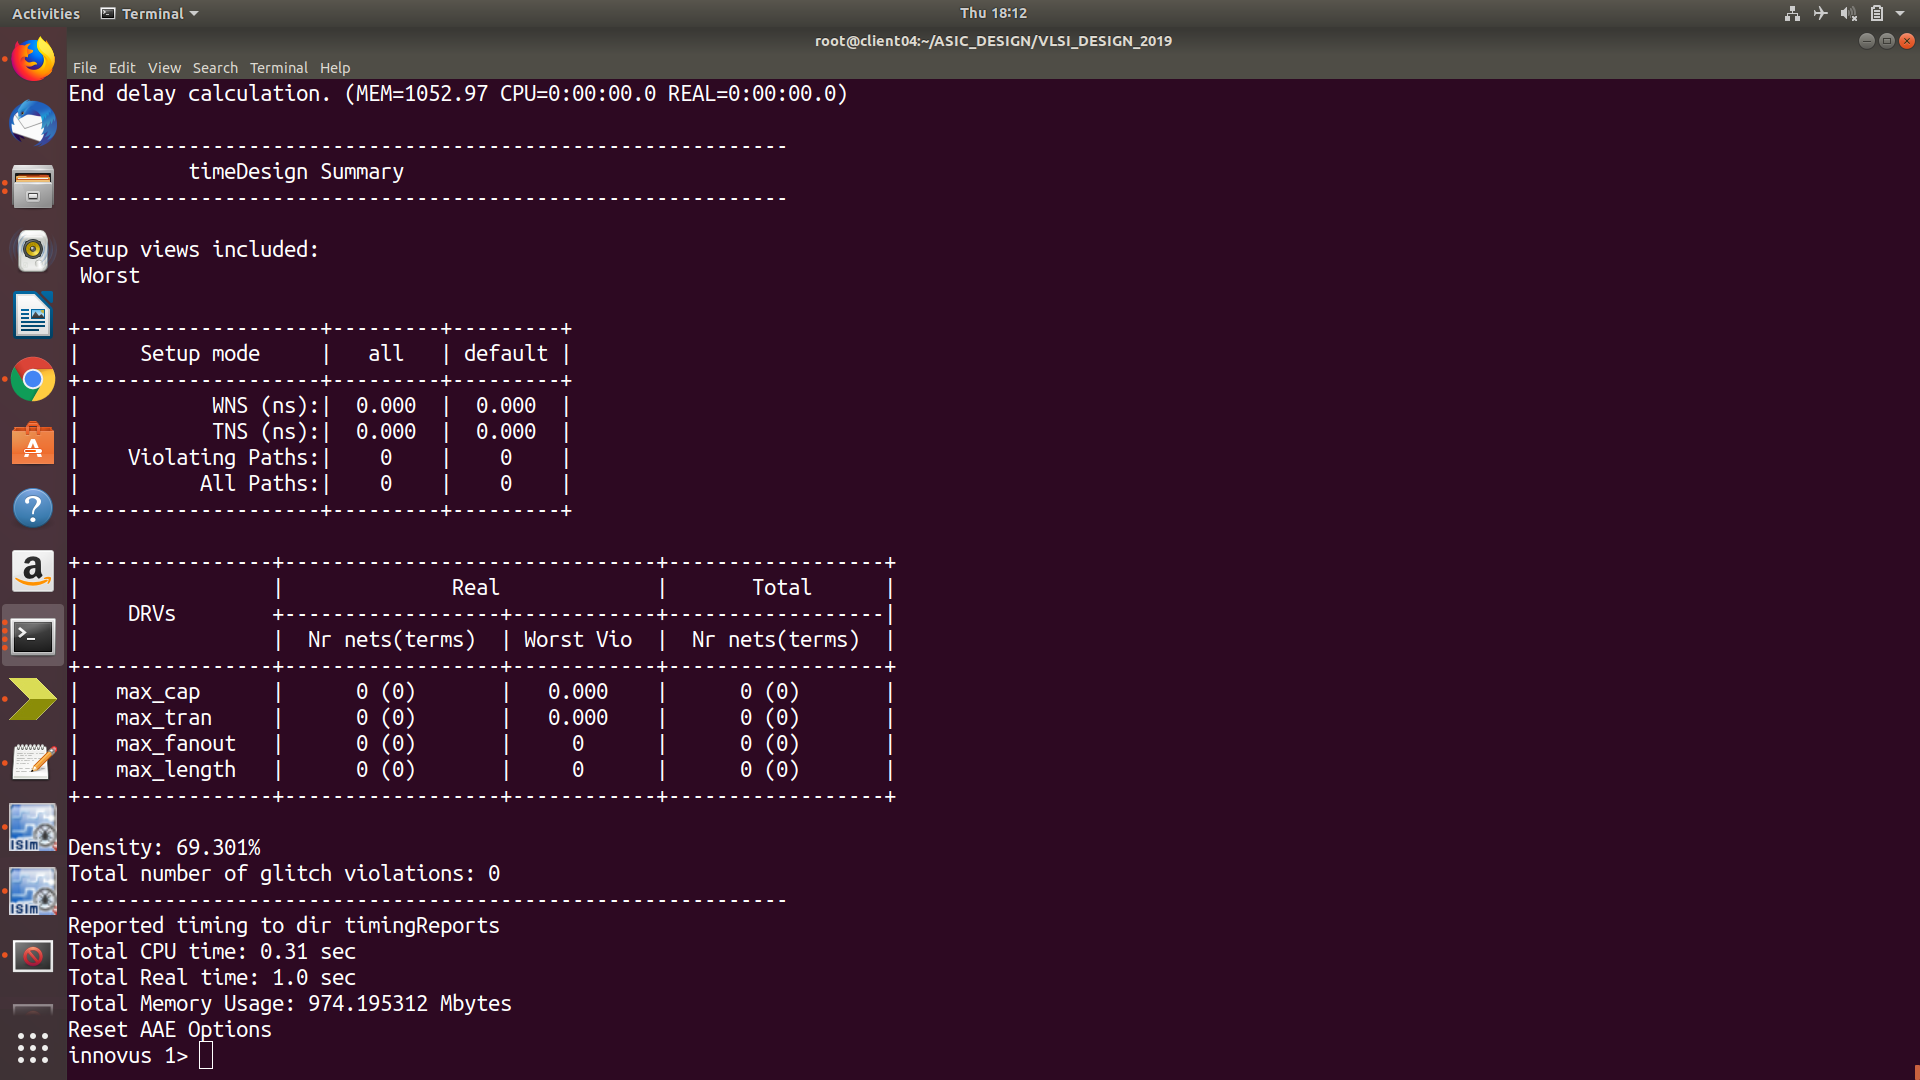 Activities Terminal Thu 18:12
root@client04:~/ASIC_DESIGN/VLSI_DESIGN_2019
File Edit View Search Terminal Help
End delay calculation. (MEM=1052.97 CPU=0:00:00.0 REAL=0:00:00.0)
------------------------------------------------------------
          timeDesign Summary
------------------------------------------------------------
Setup views included:
 Worst
+--------------------+---------+---------+
|     Setup mode     |   all   | default |
+--------------------+---------+---------+
|           WNS (ns):|  0.000  |  0.000  |
|           TNS (ns):|  0.000  |  0.000  |
|    Violating Paths:|    0    |    0    |
|          All Paths:|    0    |    0    |
+--------------------+---------+---------+
+----------------+-------------------------------+------------------+
|                |              Real             |       Total      |
|    DRVs        +------------------+------------+------------------|
|                |  Nr nets(terms)  | Worst Vio  |  Nr nets(terms)  |
+----------------+------------------+------------+------------------+
|   max_cap      |      0 (0)       |   0.000    |      0 (0)       |
|   max_tran     |      0 (0)       |   0.000    |      0 (0)       |
|   max_fanout   |      0 (0)       |     0      |      0 (0)       |
|   max_length   |      0 (0)       |     0      |      0 (0)       |
+----------------+------------------+------------+------------------+
Density: 69.301%
Total number of glitch violations: 0
------------------------------------------------------------
Reported timing to dir timingReports
Total CPU time: 0.31 sec
Total Real time: 1.0 sec
Total Memory Usage: 974.195312 Mbytes
Reset AAE Options
innovus 1>
A
?
a
>_
ISim
ISim